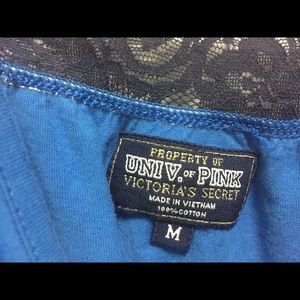 PROPERTY OF
UNIV. OF PINK
VICTORIA'S SECRET
MADE IN VIETNAM
100% COTTON
M